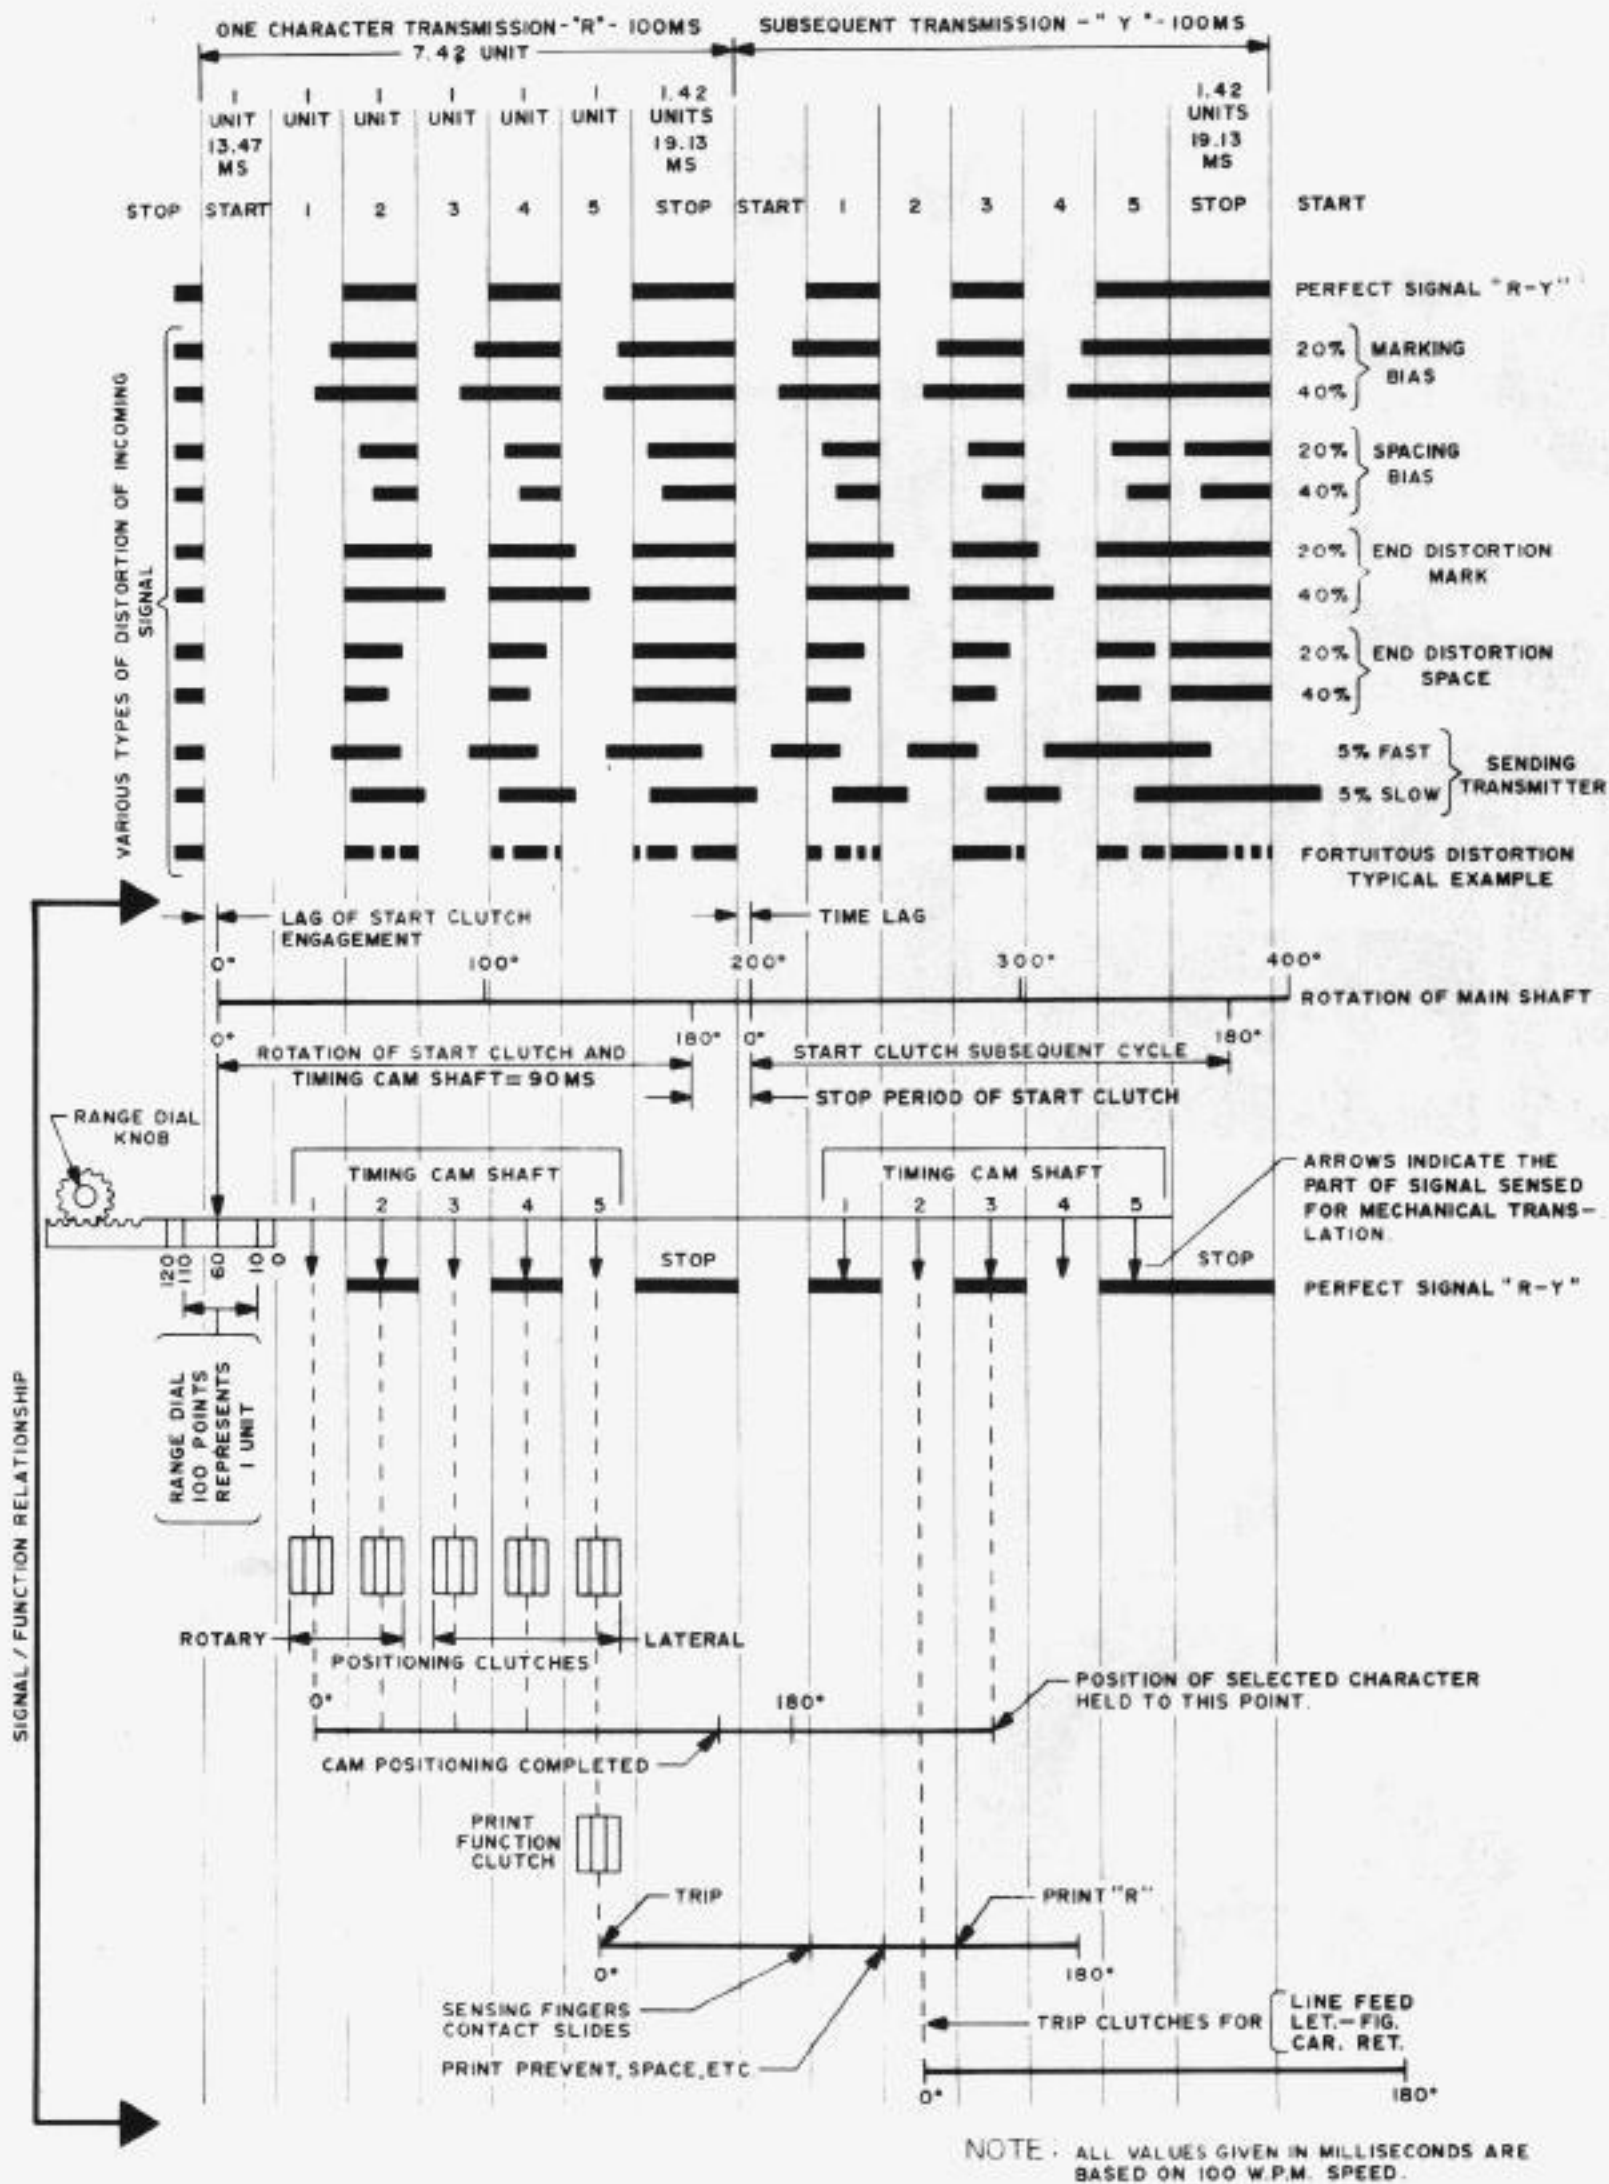 ONE CHARACTER TRANSMISSION-"R"-100MS
7.42 UNIT
SUBSEQUENT TRANSMISSION -"Y"-100MS
1 1 1 1 1 1 1.42 1.42
UNIT UNIT UNIT UNIT UNIT UNIT UNITS UNITS
13.47 19.13 19.13
MS MS MS
STOP START 1 2 3 4 5 STOP START 1 2 3 4 5 STOP START
PERFECT SIGNAL "R-Y"
VARIOUS TYPES OF DISTORTION OF INCOMING
SIGNAL
20%
40%
MARKING
BIAS
20%
40%
SPACING
BIAS
20%
40%
END DISTORTION
MARK
20%
40%
END DISTORTION
SPACE
5% FAST
5% SLOW
SENDING
TRANSMITTER
FORTUITOUS DISTORTION
TYPICAL EXAMPLE
LAG OF START CLUTCH
ENGAGEMENT
TIME LAG
0° 100° 200° 300° 400°
ROTATION OF MAIN SHAFT
0° 180° 0° 180°
ROTATION OF START CLUTCH AND
TIMING CAM SHAFT=90MS
START CLUTCH SUBSEQUENT CYCLE
STOP PERIOD OF START CLUTCH
RANGE DIAL
KNOB
TIMING CAM SHAFT
1 2 3 4 5
TIMING CAM SHAFT
1 2 3 4 5
ARROWS INDICATE THE
PART OF SIGNAL SENSED
FOR MECHANICAL TRANS-
LATION.
120 110 60 10 0
STOP
STOP
PERFECT SIGNAL "R-Y"
RANGE DIAL
100 POINTS
REPRESENTS
1 UNIT
SIGNAL / FUNCTION RELATIONSHIP
ROTARY
LATERAL
POSITIONING CLUTCHES
0° 180°
POSITION OF SELECTED CHARACTER
HELD TO THIS POINT.
CAM POSITIONING COMPLETED
PRINT
FUNCTION
CLUTCH
TRIP
PRINT "R"
0° 180°
SENSING FINGERS
CONTACT SLIDES
PRINT PREVENT, SPACE, ETC
TRIP CLUTCHES FOR
LINE FEED
LET.-FIG.
CAR. RET.
0° 180°
NOTE: ALL VALUES GIVEN IN MILLISECONDS ARE
BASED ON 100 W.P.M. SPEED.